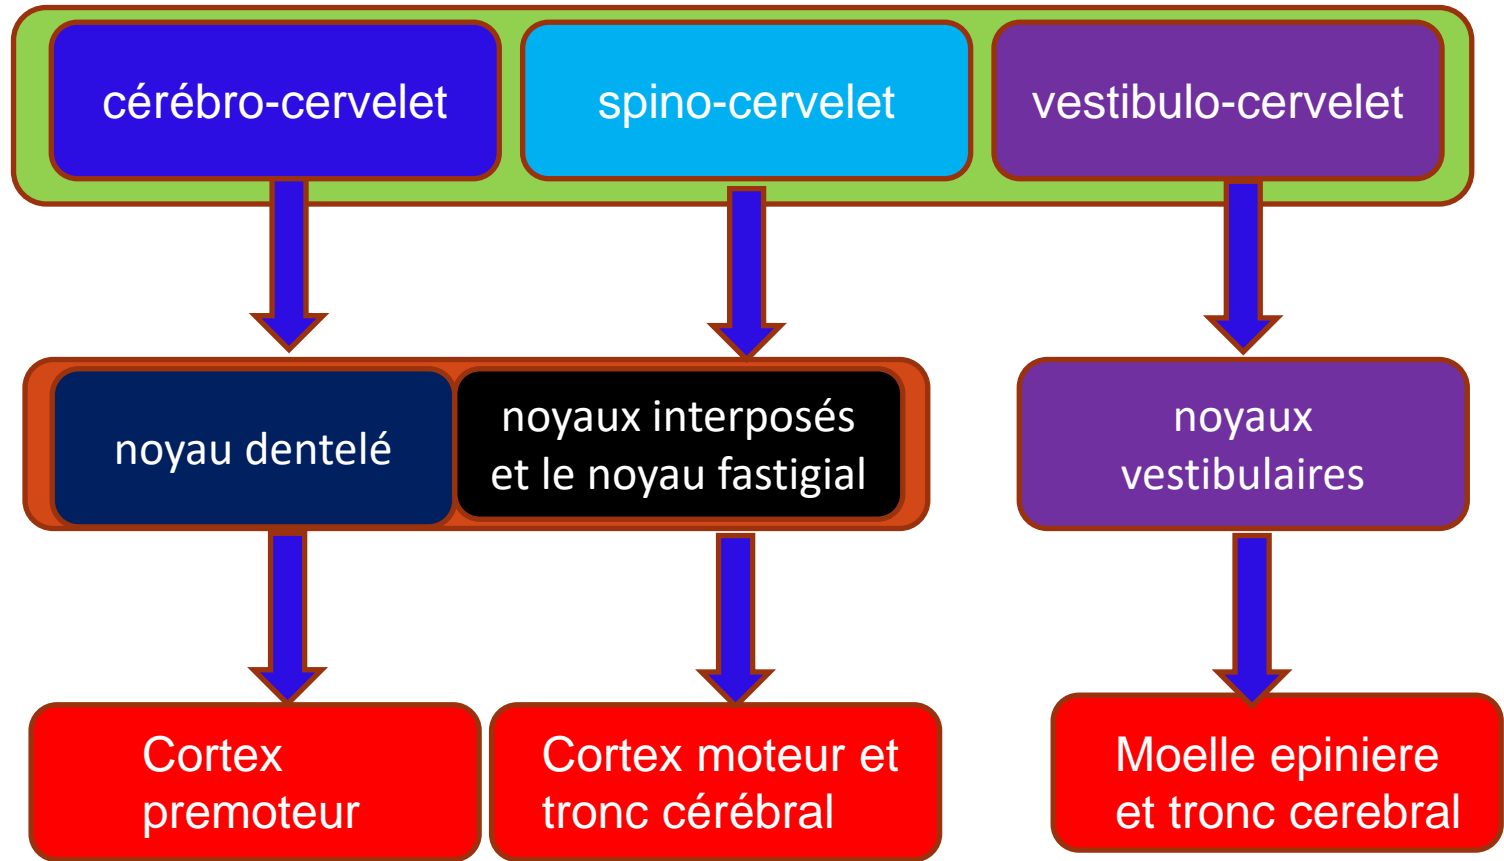 cérébro-cervelet
spino-cervelet
vestibulo-cervelet
noyau dentelé
noyaux interposés
et le noyau fastigial
noyaux
vestibulaires
Cortex
premoteur
Cortex moteur et
tronc cérébral
Moelle epiniere
et tronc cerebral